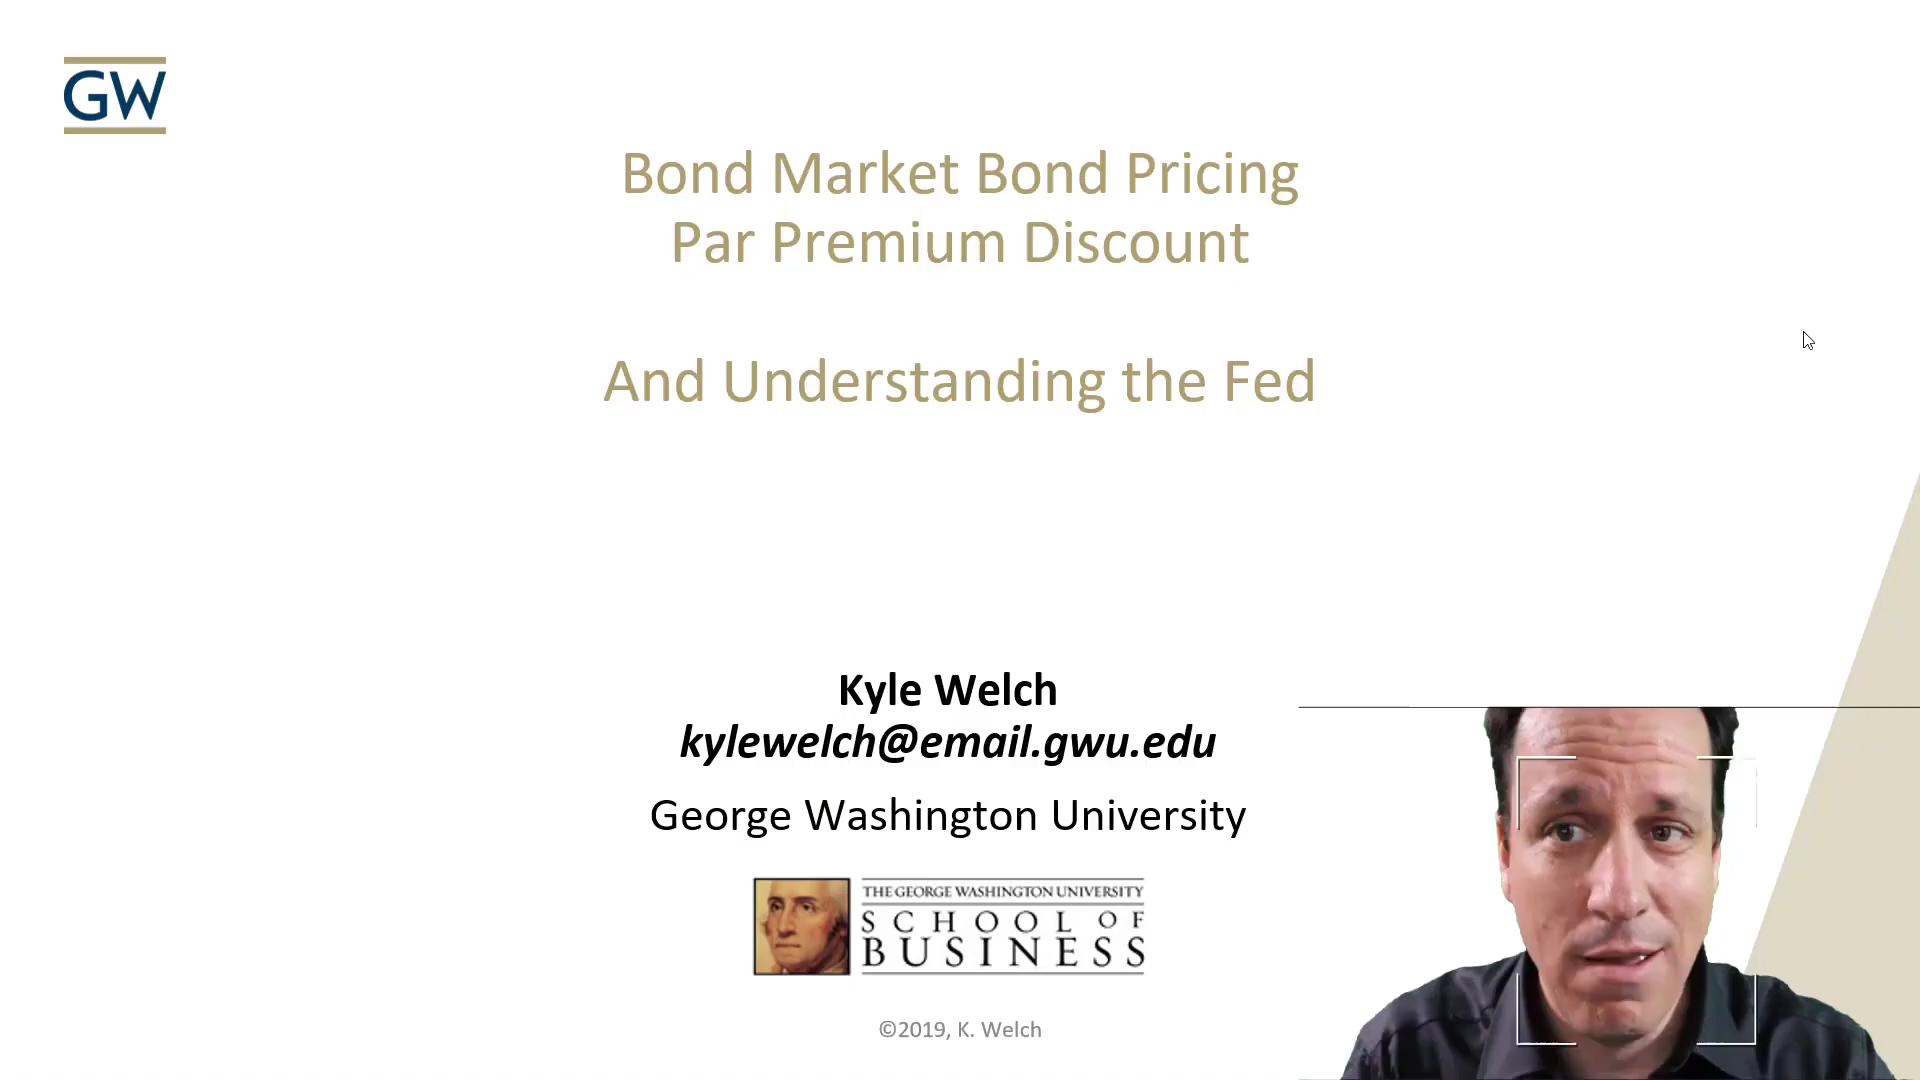 GW
Bond Market Bond Pricing
Par Premium Discount
And Understanding the Fed
Kyle Welch
kylewelch@email.gwu.edu
George Washington University
THE GEORGE WASHINGTON UNIVERSITY
SCHOOL OF
BUSINESS
©2019, K. Welch